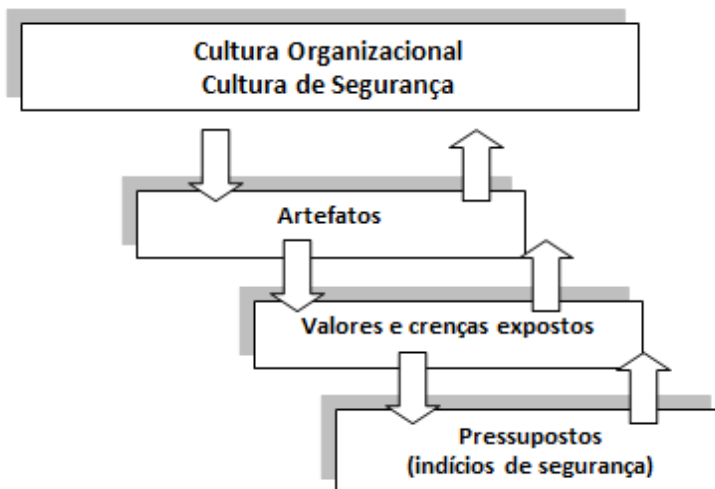 Cultura Organizacional
Cultura de Segurança
Artefatos
Valores e crenças expostos
Pressupostos
(indícios de segurança)